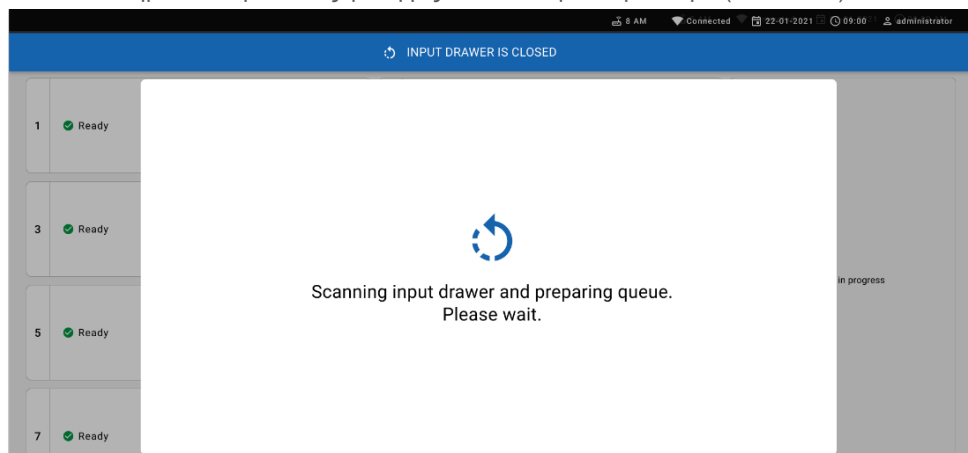 8 AM Connected 22-01-2021 09:00 administrator
INPUT DRAWER IS CLOSED
1 Ready
3 Ready
Scanning input drawer and preparing queue.
Please wait.
in progress
5 Ready
7 Ready